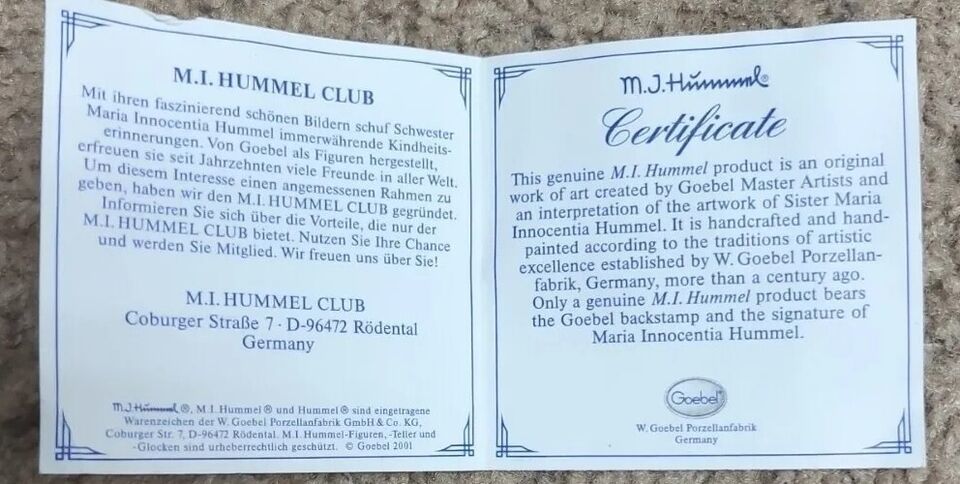 M.I. HUMMEL CLUB
Mit ihren faszinierend schönen Bildern schuf Schwester
Maria Innocentia Hummel immerwährende Kindheits-
erinnerungen. Von Goebel als Figuren hergestellt,
erfreuen sie seit Jahrzehnten viele Freunde in aller Welt.
Um diesem Interesse einen angemessenen Rahmen zu
geben, haben wir den M.I. HUMMEL CLUB gegründet.
Informieren Sie sich über die Vorteile, die nur der
M.I. HUMMEL CLUB bietet. Nutzen Sie Ihre Chance
und werden Sie Mitglied. Wir freuen uns über Sie!
M.I. HUMMEL CLUB
Coburger Straße 7 · D-96472 Rödental
Germany
M.J.Hummel®, M.I. Hummel® und Hummel® sind eingetragene
Warenzeichen der W. Goebel Porzellanfabrik GmbH & Co. KG,
Coburger Str. 7, D-96472 Rödental. M.I. Hummel-Figuren, -Teller und
-Glocken sind urheberrechtlich geschützt. © Goebel 2001
M.J.Hummel®
Certificate
This genuine M.I. Hummel product is an original
work of art created by Goebel Master Artists and
an interpretation of the artwork of Sister Maria
Innocentia Hummel. It is handcrafted and hand-
painted according to the traditions of artistic
excellence established by W. Goebel Porzellan-
fabrik, Germany, more than a century ago.
Only a genuine M.I. Hummel product bears
the Goebel backstamp and the signature of
Maria Innocentia Hummel.
Goebel®
W. Goebel Porzellanfabrik
Germany